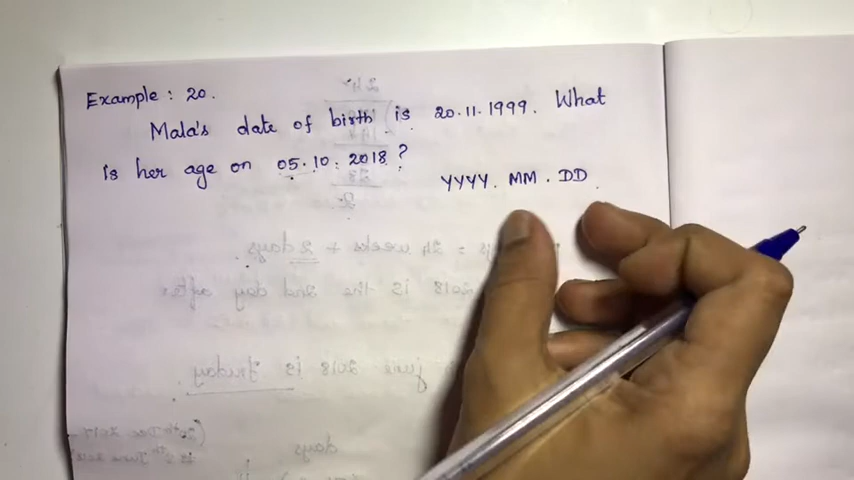 Example : 20.
Mala's date of birth is 20.11.1999. What
is her age on 05.10.2018 ?
YYYY. MM. DD